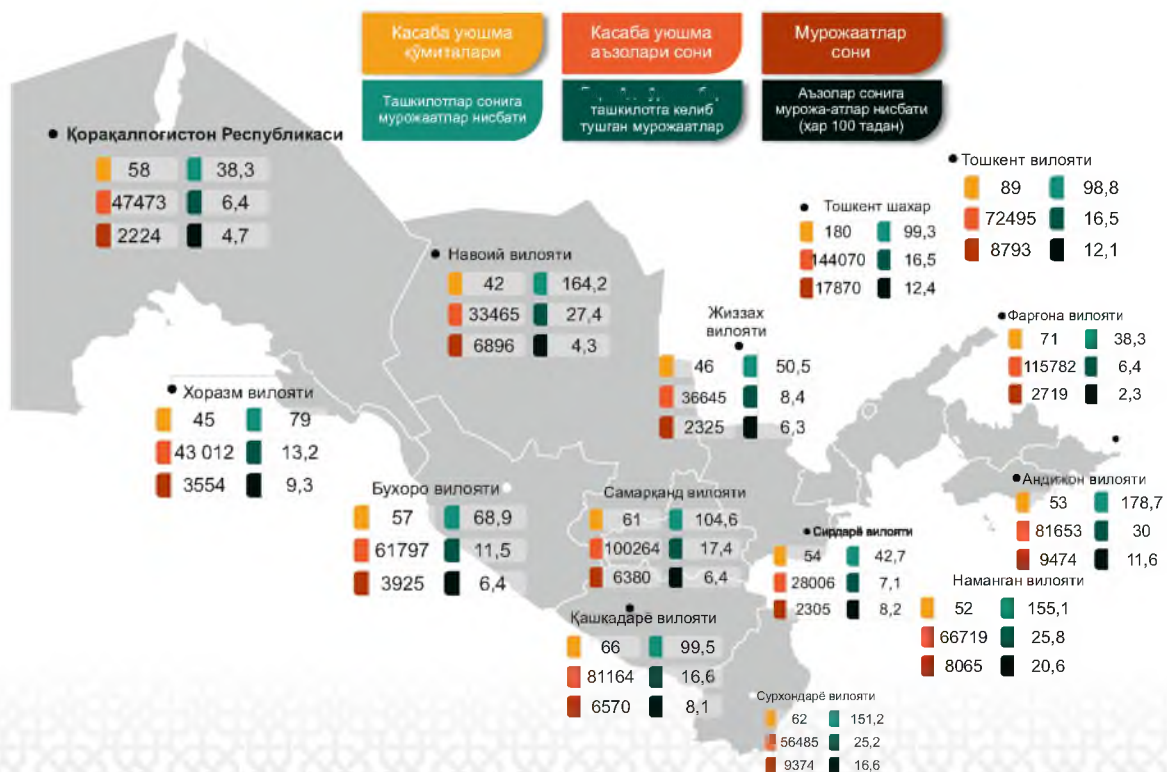 Касаба уюшма
қўмиталари
Касаба уюшма
аъзолари сони
Мурожаатлар
сони
Ташкилотлар сонига
мурожаатлар нисбати
ташкилотга келиб
тушган мурожаатлар
Аъзолар сонига
мурожа-атлар нисбати
(хар 100 тадан)
Қорақалпоғистон Республикаси
58 38,3
47473 6,4
2224 4,7
Навоий вилояти
42 164,2
33465 27,4
6896 4,3
Тошкент шахар
180 99,3
144070 16,5
17870 12,4
Тошкент вилояти
89 98,8
72495 16,5
8793 12,1
Жиззах
вилояти
46 50,5
36645 8,4
2325 6,3
Фарғона вилояти
71 38,3
115782 6,4
2719 2,3
Хоразм вилояти
45 79
43 012 13,2
3554 9,3
Бухоро вилояти
57 68,9
61797 11,5
3925 6,4
Самарқанд вилояти
61 104,6
100264 17,4
6380 6,4
Сирдарё вилояти
54 42,7
28006 7,1
2305 8,2
Андижон вилояти
53 178,7
81653 30
9474 11,6
Наманган вилояти
52 155,1
66719 25,8
8065 20,6
Қашқадарё вилояти
66 99,5
81164 16,6
6570 8,1
Сурхондарё вилояти
62 151,2
56485 25,2
9374 16,6